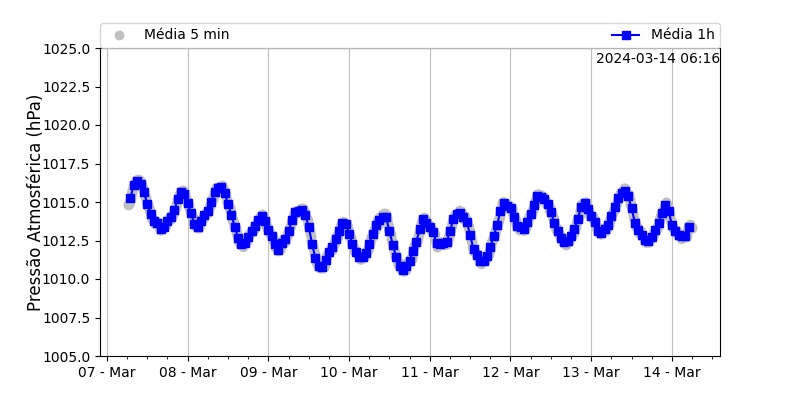 Média 5 min
Média 1h
2024-03-14 06:16
Pressão Atmosférica (hPa)
1025.0
1022.5
1020.0
1017.5
1015.0
1012.5
1010.0
1007.5
1005.0
07 - Mar
08 - Mar
09 - Mar
10 - Mar
11 - Mar
12 - Mar
13 - Mar
14 - Mar